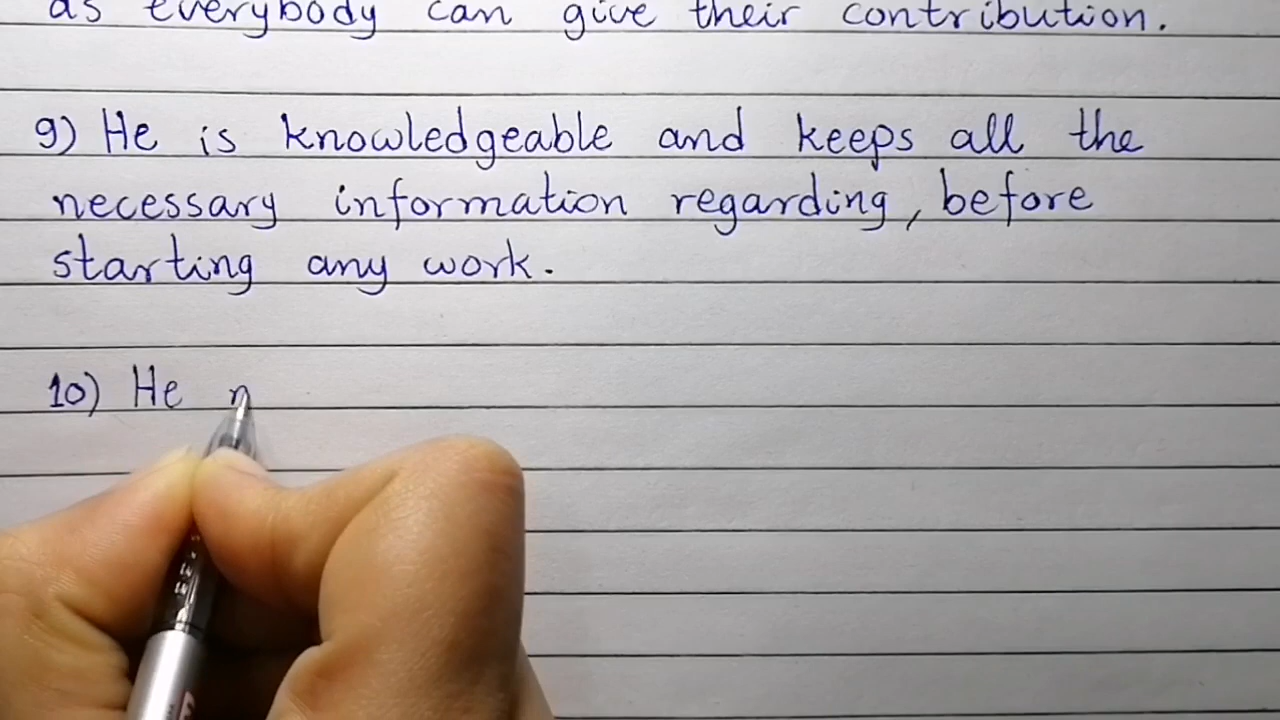 as everybody can give their contribution.
9) He is knowledgeable and keeps all the
necessary information regarding, before
starting any work.
10) He